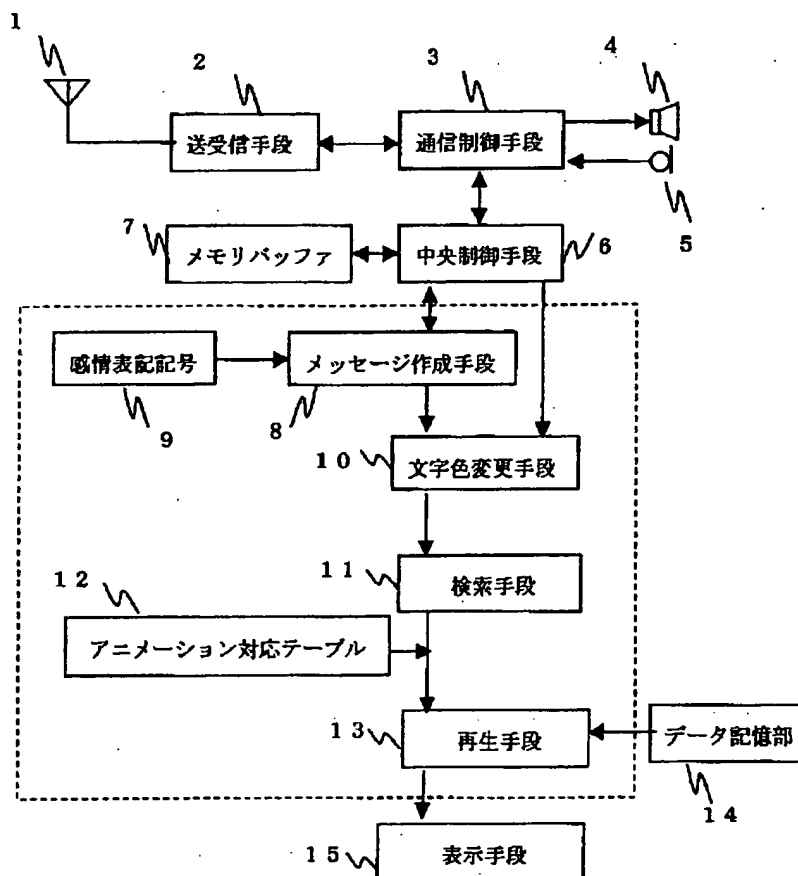 1
2
3
4
送受信手段
通信制御手段
5
7
メモリバッファ
中央制御手段
6
感情表記記号
メッセージ作成手段
9
8
10
文字色変更手段
11
検索手段
12
アニメーション対応テーブル
13
再生手段
データ記憶部
14
15
表示手段